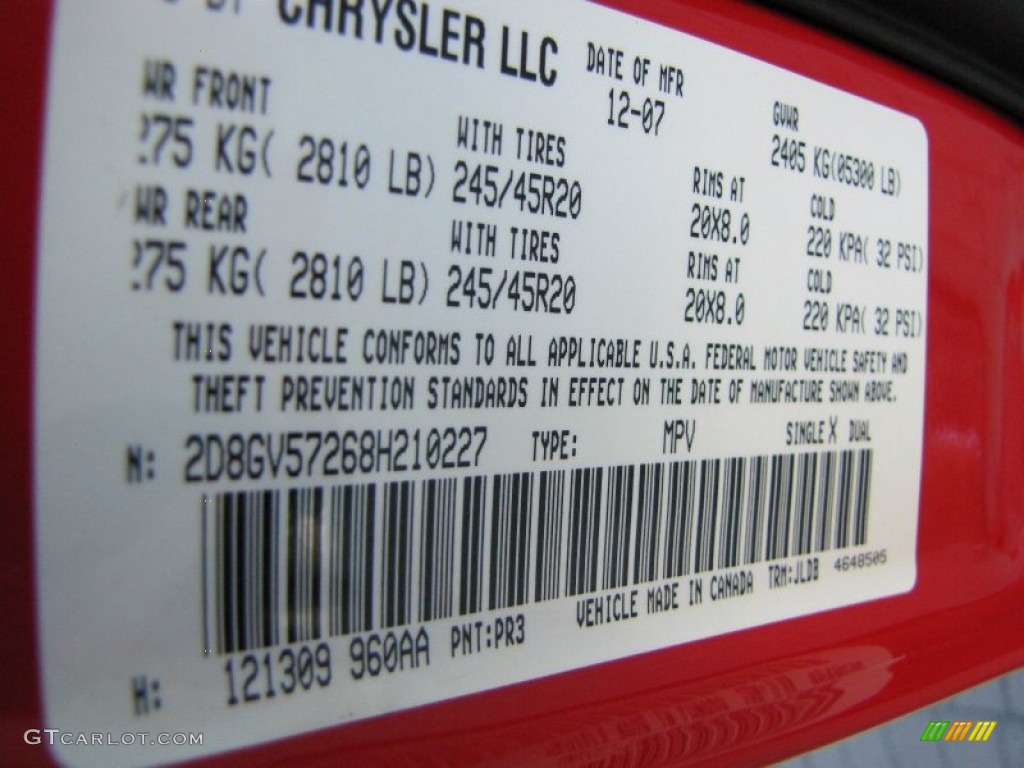 CHRYSLER LLC DATE OF MFR GVWR
12-07 2405 KG(05300 LB)
WR FRONT WITH TIRES RIMS AT COLD
275 KG( 2810 LB) 245/45R20 20X8.0 220 KPA( 32 PSI)
WR REAR WITH TIRES RIMS AT COLD
275 KG( 2810 LB) 245/45R20 20X8.0 220 KPA( 32 PSI)
THIS VEHICLE CONFORMS TO ALL APPLICABLE U.S.A. FEDERAL MOTOR VEHICLE SAFETY AND
THEFT PREVENTION STANDARDS IN EFFECT ON THE DATE OF MANUFACTURE SHOWN ABOVE.
N: 2D8GV57268H210227 TYPE: MPV SINGLE X DUAL
H: 121309 960AA PNT:PR3 VEHICLE MADE IN CANADA TRM:JLDB 4648505
GTCARLOT.COM